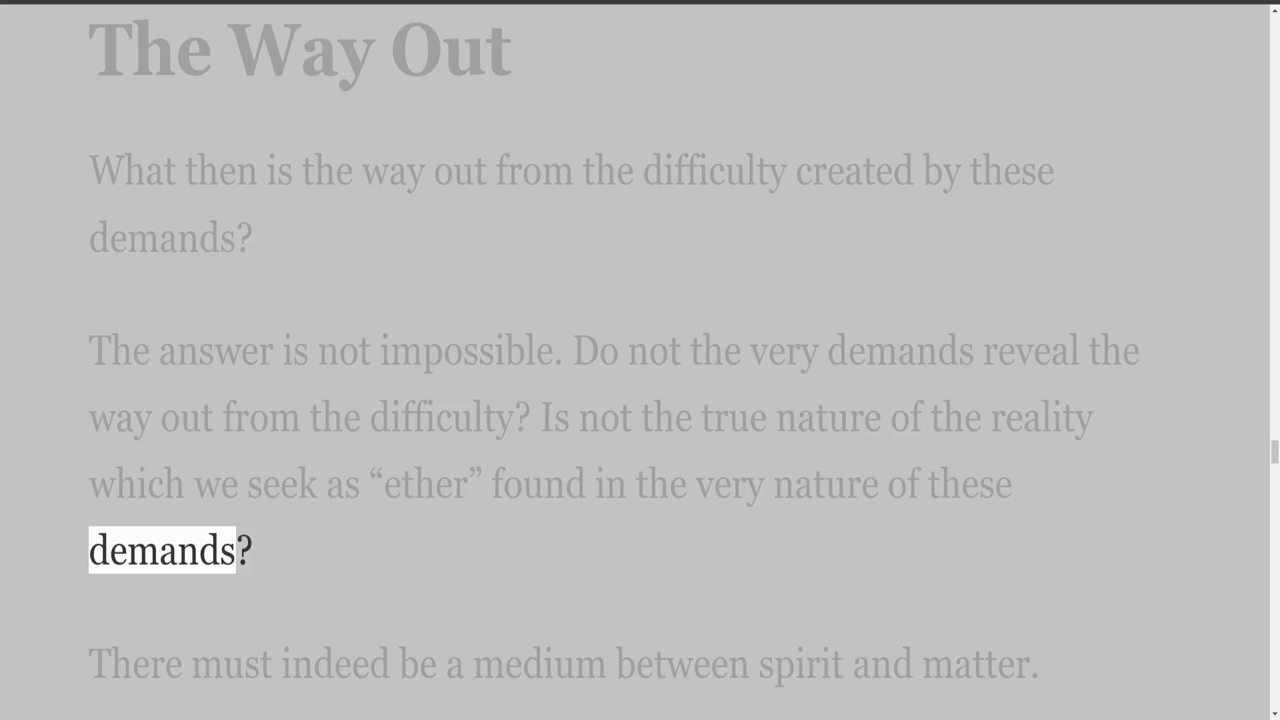 The Way Out
What then is the way out from the difficulty created by these
demands?
The answer is not impossible. Do not the very demands reveal the
way out from the difficulty? Is not the true nature of the reality
which we seek as “ether” found in the very nature of these
demands?
There must indeed be a medium between spirit and matter.